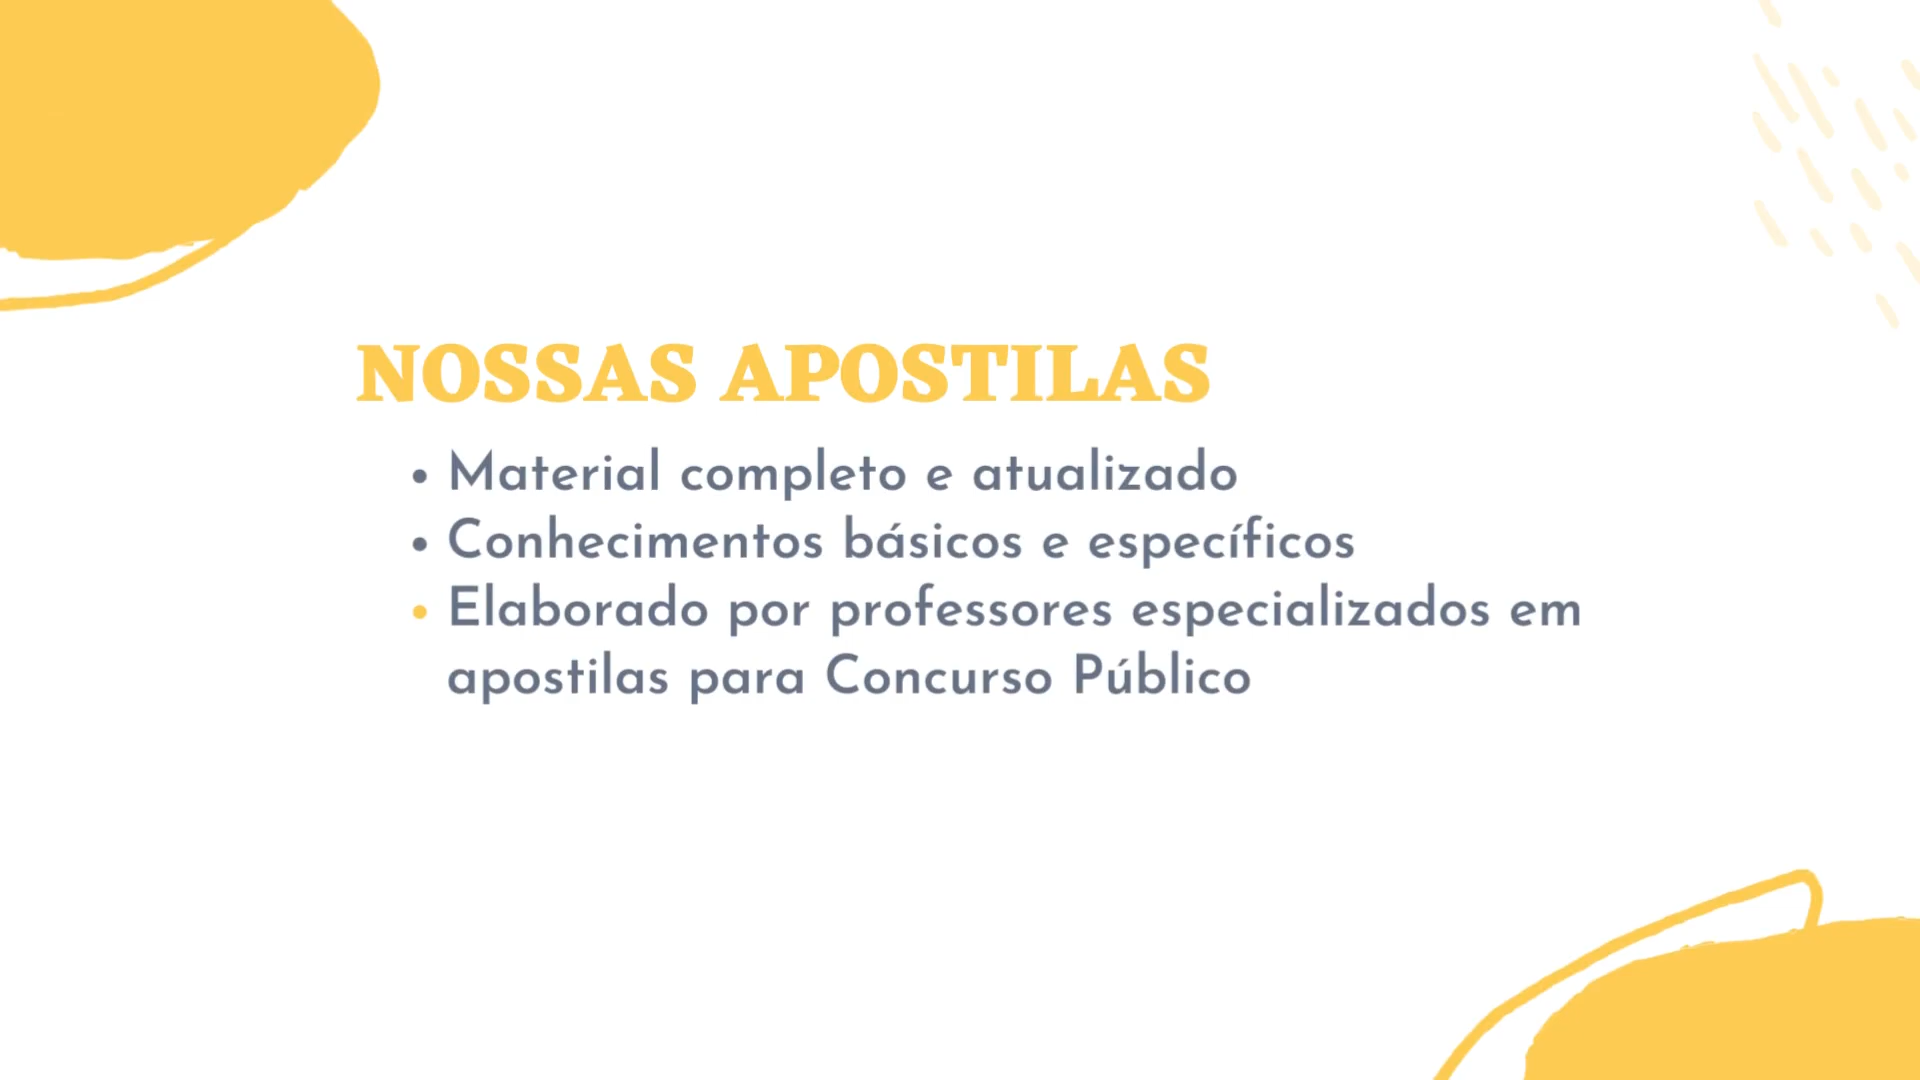 NOSSAS APOSTILAS
• Material completo e atualizado
• Conhecimentos básicos e específicos
• Elaborado por professores especializados em
apostilas para Concurso Público